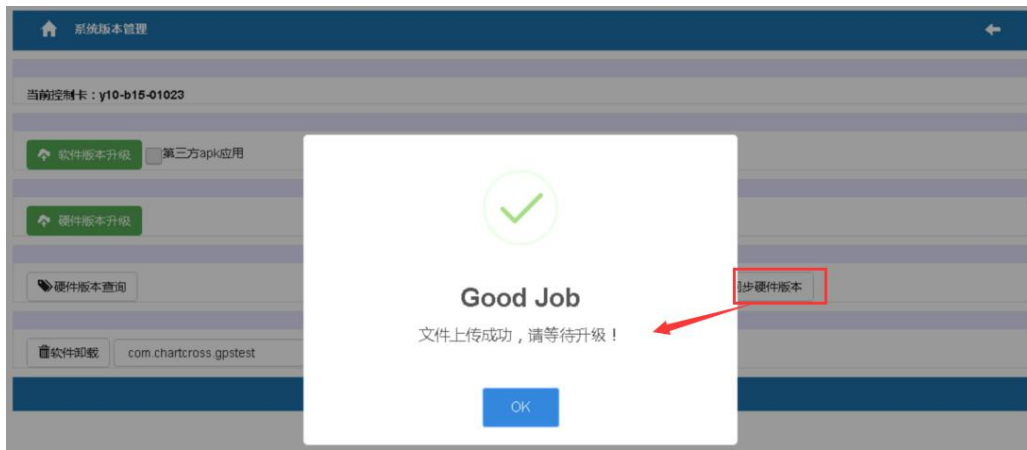 系统版本管理
当前控制卡：y10-b15-01023
软件版本升级 第三方apk应用
硬件版本升级
硬件版本查询
步硬件版本
Good Job
文件上传成功，请等待升级！
软件卸载 com.chartcross.gpstest
OK